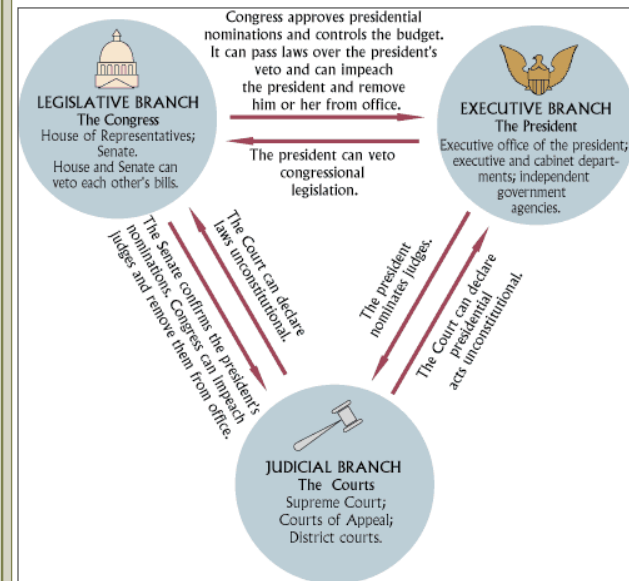 Congress approves presidential
nominations and controls the budget.
It can pass laws over the president's
veto and can impeach
the president and remove
him or her from office.
LEGISLATIVE BRANCH
The Congress
House of Representatives;
Senate.
House and Senate can
veto each other's bills.
EXECUTIVE BRANCH
The President
Executive office of the president;
executive and cabinet depart-
ments; independent
government
agencies.
The president can veto
congressional
legislation.
The Senate confirms the president's
nominations. Congress can impeach
judges and remove them from office.
The Court can declare
laws unconstitutional.
The president
nominates judges.
The Court can declare
presidential
acts unconstitutional.
JUDICIAL BRANCH
The Courts
Supreme Court;
Courts of Appeal;
District courts.